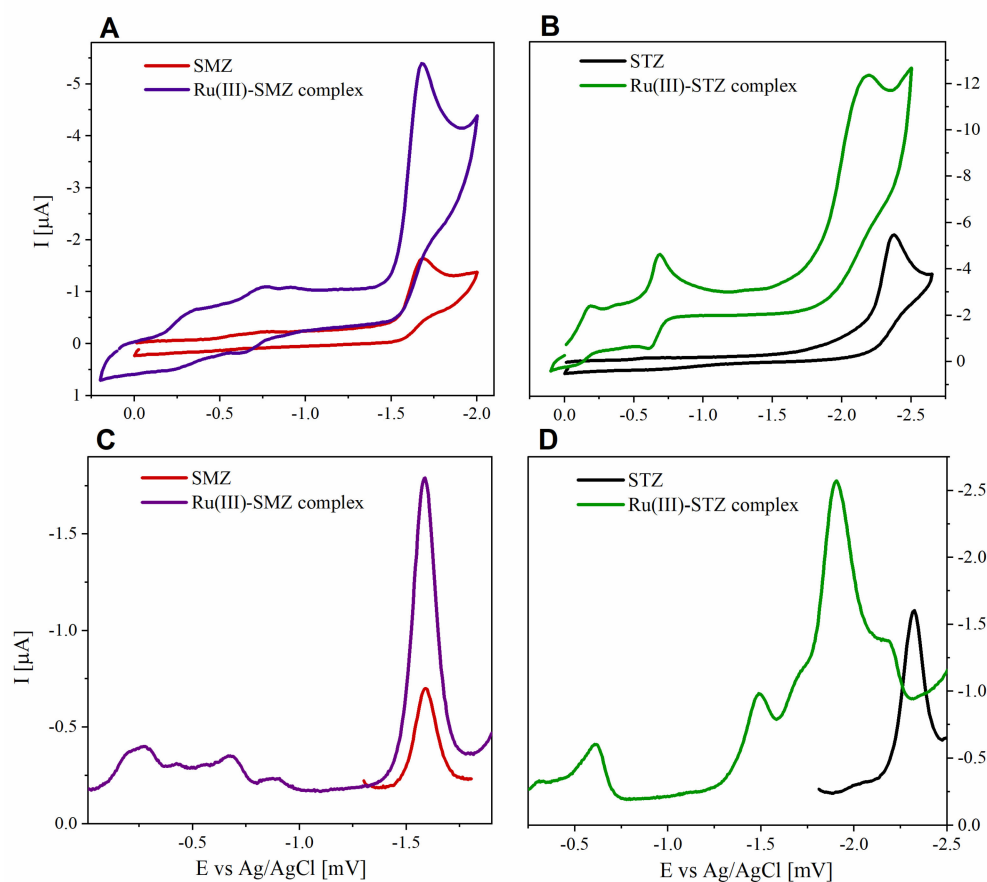 A
SMZ
Ru(III)-SMZ complex
-5
-4
-3
-2
-1
0
1
I [µA]
0.0 -0.5 -1.0 -1.5 -2.0
B
STZ
Ru(III)-STZ complex
-12
-10
-8
-6
-4
-2
0
0.0 -0.5 -1.0 -1.5 -2.0 -2.5
C
SMZ
Ru(III)-SMZ complex
-1.5
-1.0
-0.5
0.0
I [µA]
-0.5 -1.0 -1.5
E vs Ag/AgCl [mV]
D
STZ
Ru(III)-STZ complex
-2.5
-2.0
-1.5
-1.0
-0.5
0.0
-0.5 -1.0 -1.5 -2.0 -2.5
E vs Ag/AgCl [mV]